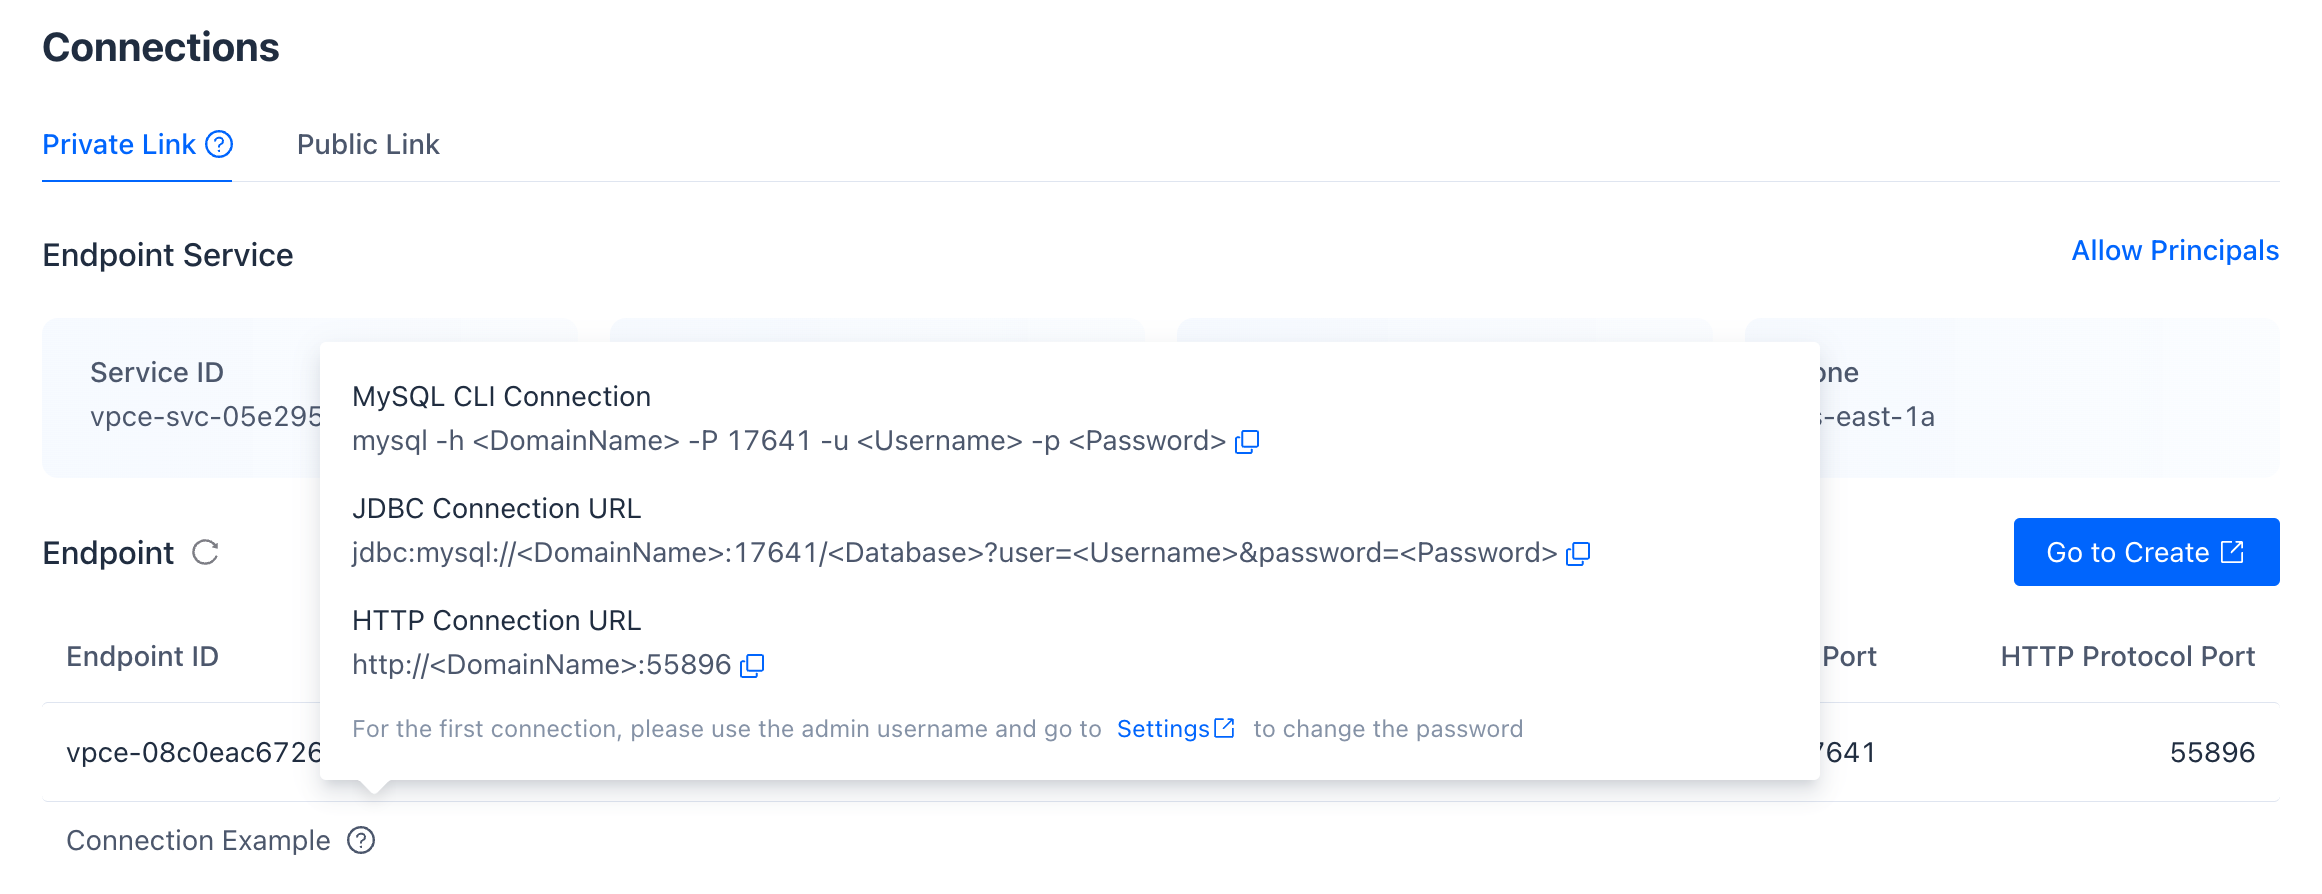 Connections
Private Link Public Link
Endpoint Service Allow Principals
Service ID
vpce-svc-05e295
MySQL CLI Connection
mysql -h <DomainName> -P 17641 -u <Username> -p <Password>
JDBC Connection URL
jdbc:mysql://<DomainName>:17641/<Database>?user=<Username>&password=<Password>
HTTP Connection URL
http://<DomainName>:55896
For the first connection, please use the admin username and go to Settings to change the password
-east-1a
Endpoint Go to Create
Endpoint ID Port HTTP Protocol Port
vpce-08c0eac6726 7641 55896
Connection Example